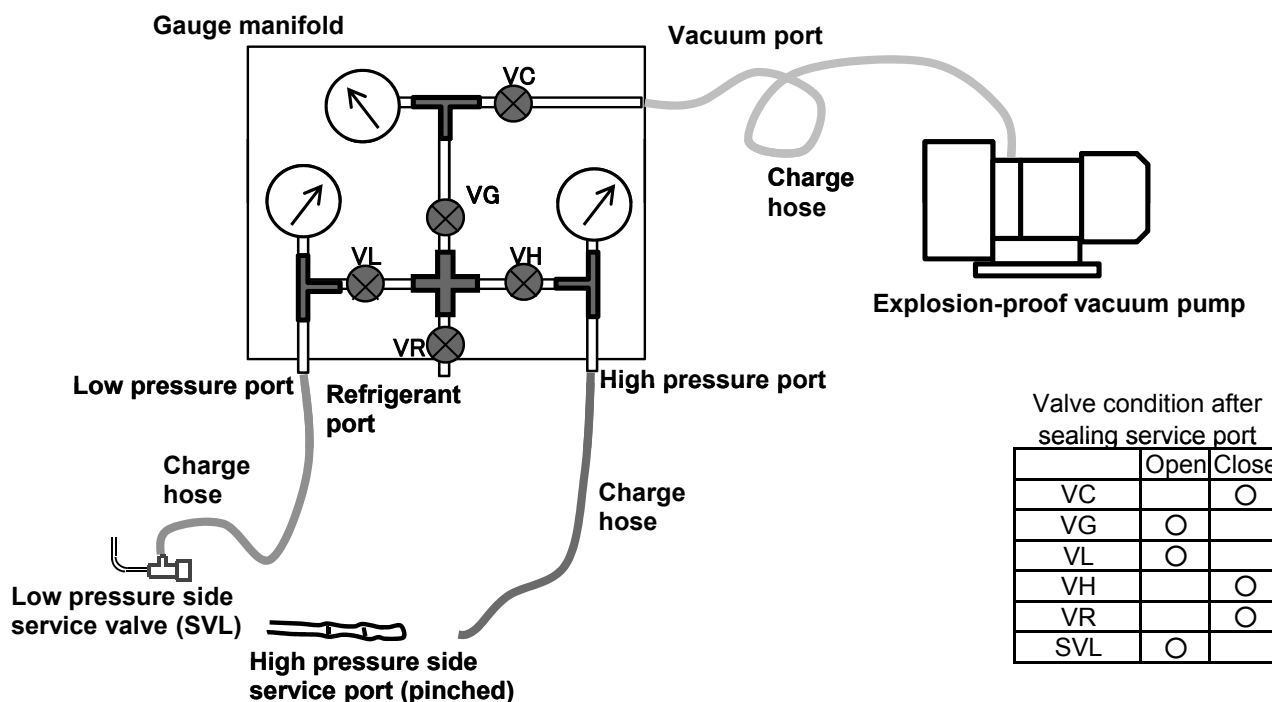 Gauge manifold
Vacuum port
VC
VG
Charge
hose
VL
VH
Explosion-proof vacuum pump
VR
Low pressure port
Refrigerant
port
High pressure port
Charge
hose
Charge
hose
Low pressure side
service valve (SVL)
High pressure side
service port (pinched)
Valve condition after
sealing service port
Open Close
VC ○
VG ○
VL ○
VH ○
VR ○
SVL ○